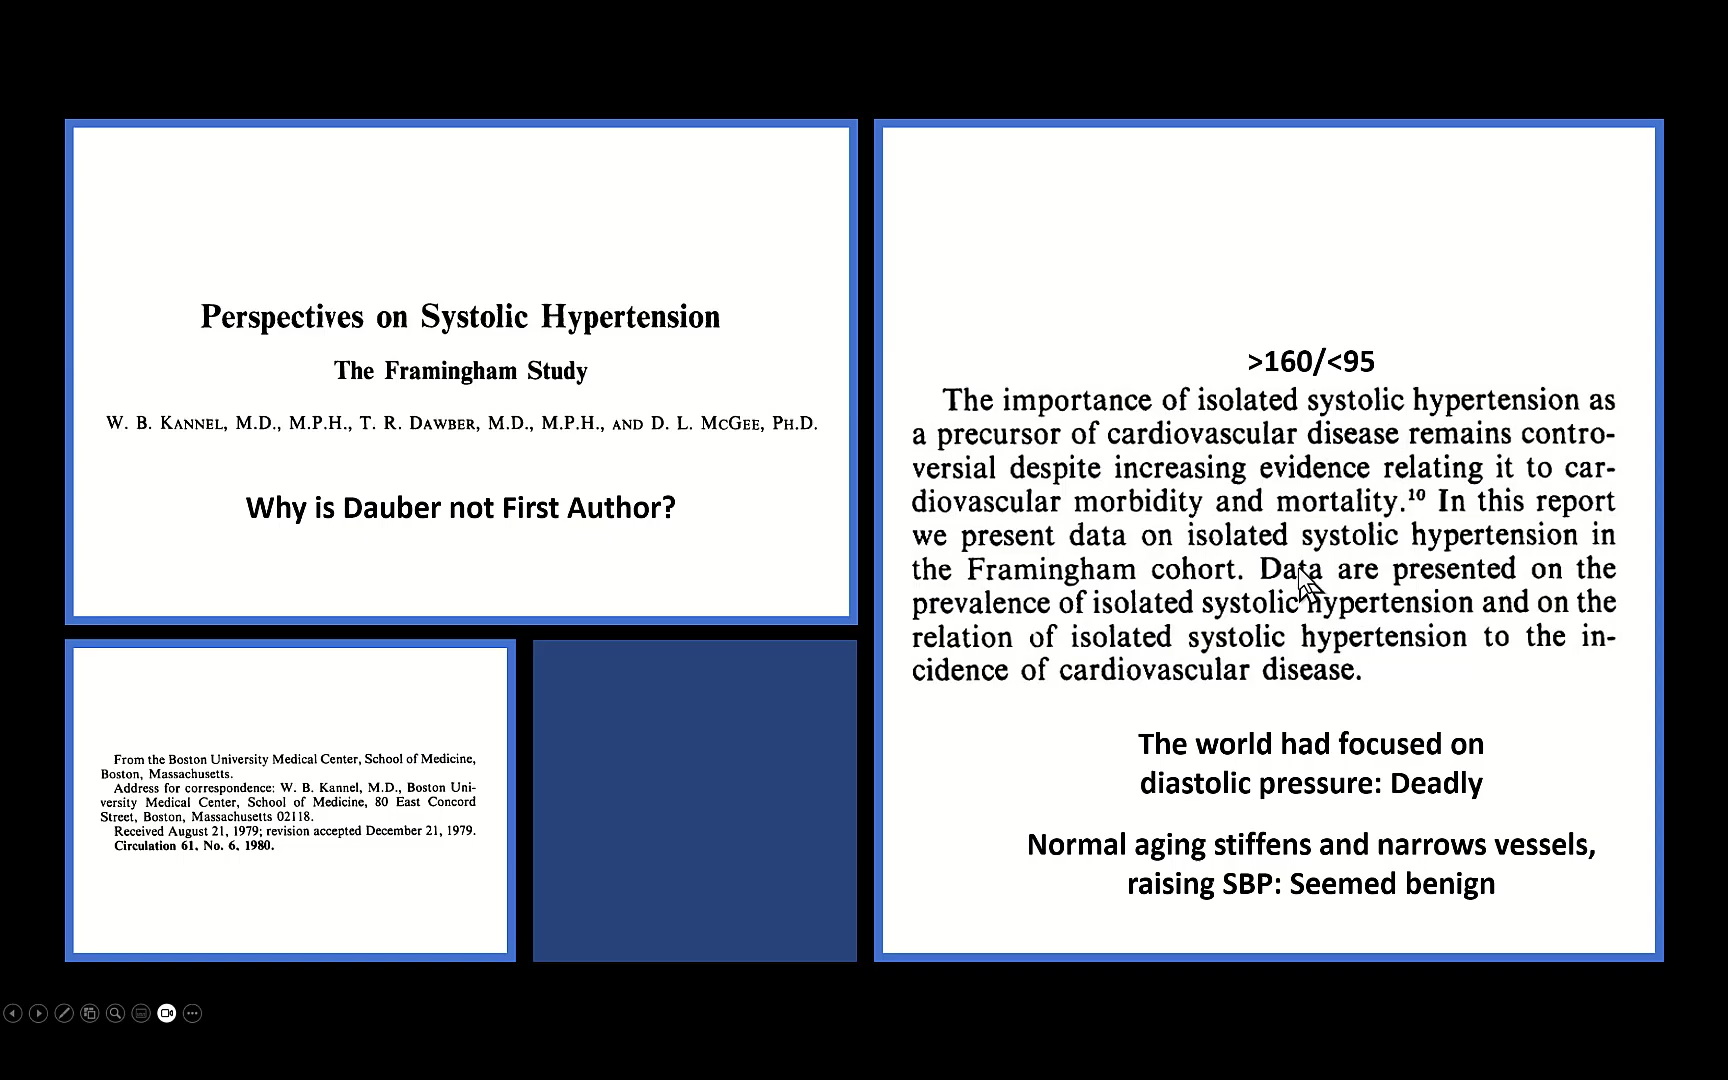 Perspectives on Systolic Hypertension
The Framingham Study
W. B. KANNEL, M.D., M.P.H., T. R. DAWBER, M.D., M.P.H., AND D. L. MCGEE, PH.D.
Why is Dauber not First Author?
From the Boston University Medical Center, School of Medicine,
Boston, Massachusetts.
Address for correspondence: W. B. Kannel, M.D., Boston Uni-
versity Medical Center, School of Medicine, 80 East Concord
Street, Boston, Massachusetts 02118.
Received August 21, 1979; revision accepted December 21, 1979.
Circulation 61, No. 6, 1980.
>160/<95
The importance of isolated systolic hypertension as
a precursor of cardiovascular disease remains contro-
versial despite increasing evidence relating it to car-
diovascular morbidity and mortality.¹⁰ In this report
we present data on isolated systolic hypertension in
the Framingham cohort. Data are presented on the
prevalence of isolated systolic hypertension and on the
relation of isolated systolic hypertension to the in-
cidence of cardiovascular disease.
The world had focused on
diastolic pressure: Deadly
Normal aging stiffens and narrows vessels,
raising SBP: Seemed benign